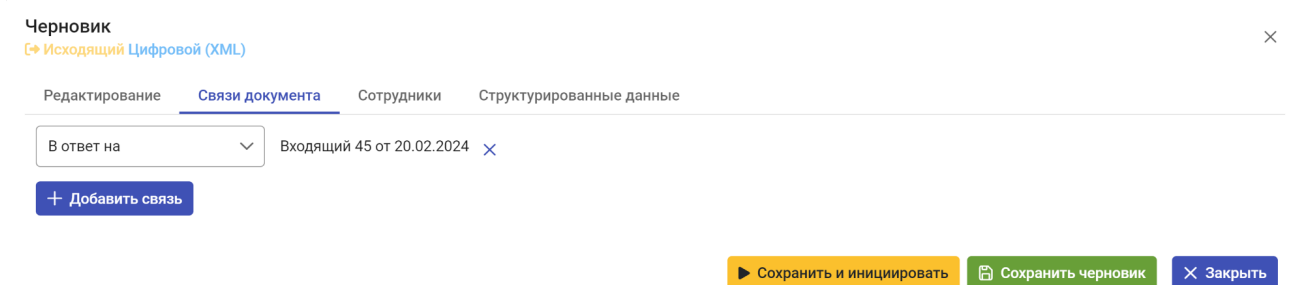 Черновик
Исходящий Цифровой (XML)
Редактирование Связи документа Сотрудники Структурированные данные
В ответ на Входящий 45 от 20.02.2024
Добавить связь
Сохранить и инициировать Сохранить черновик Закрыть